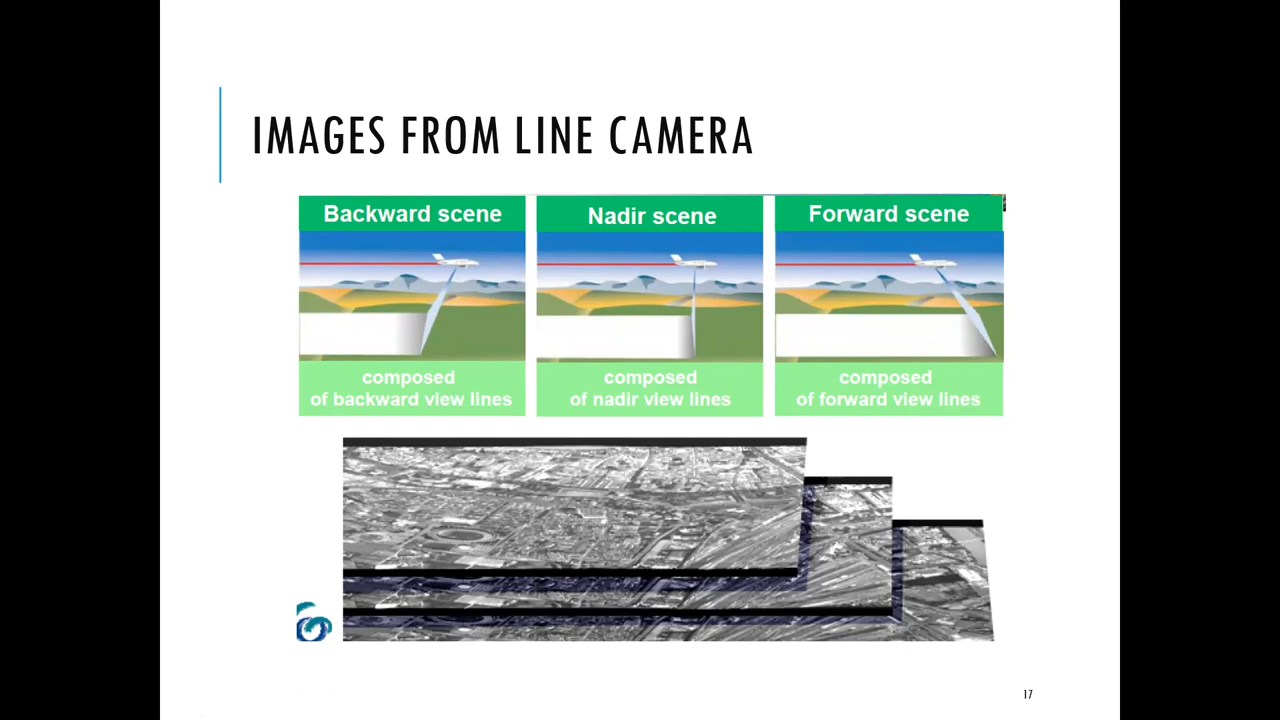 IMAGES FROM LINE CAMERA
Backward scene
composed
of backward view lines
Nadir scene
composed
of nadir view lines
Forward scene
composed
of forward view lines
17